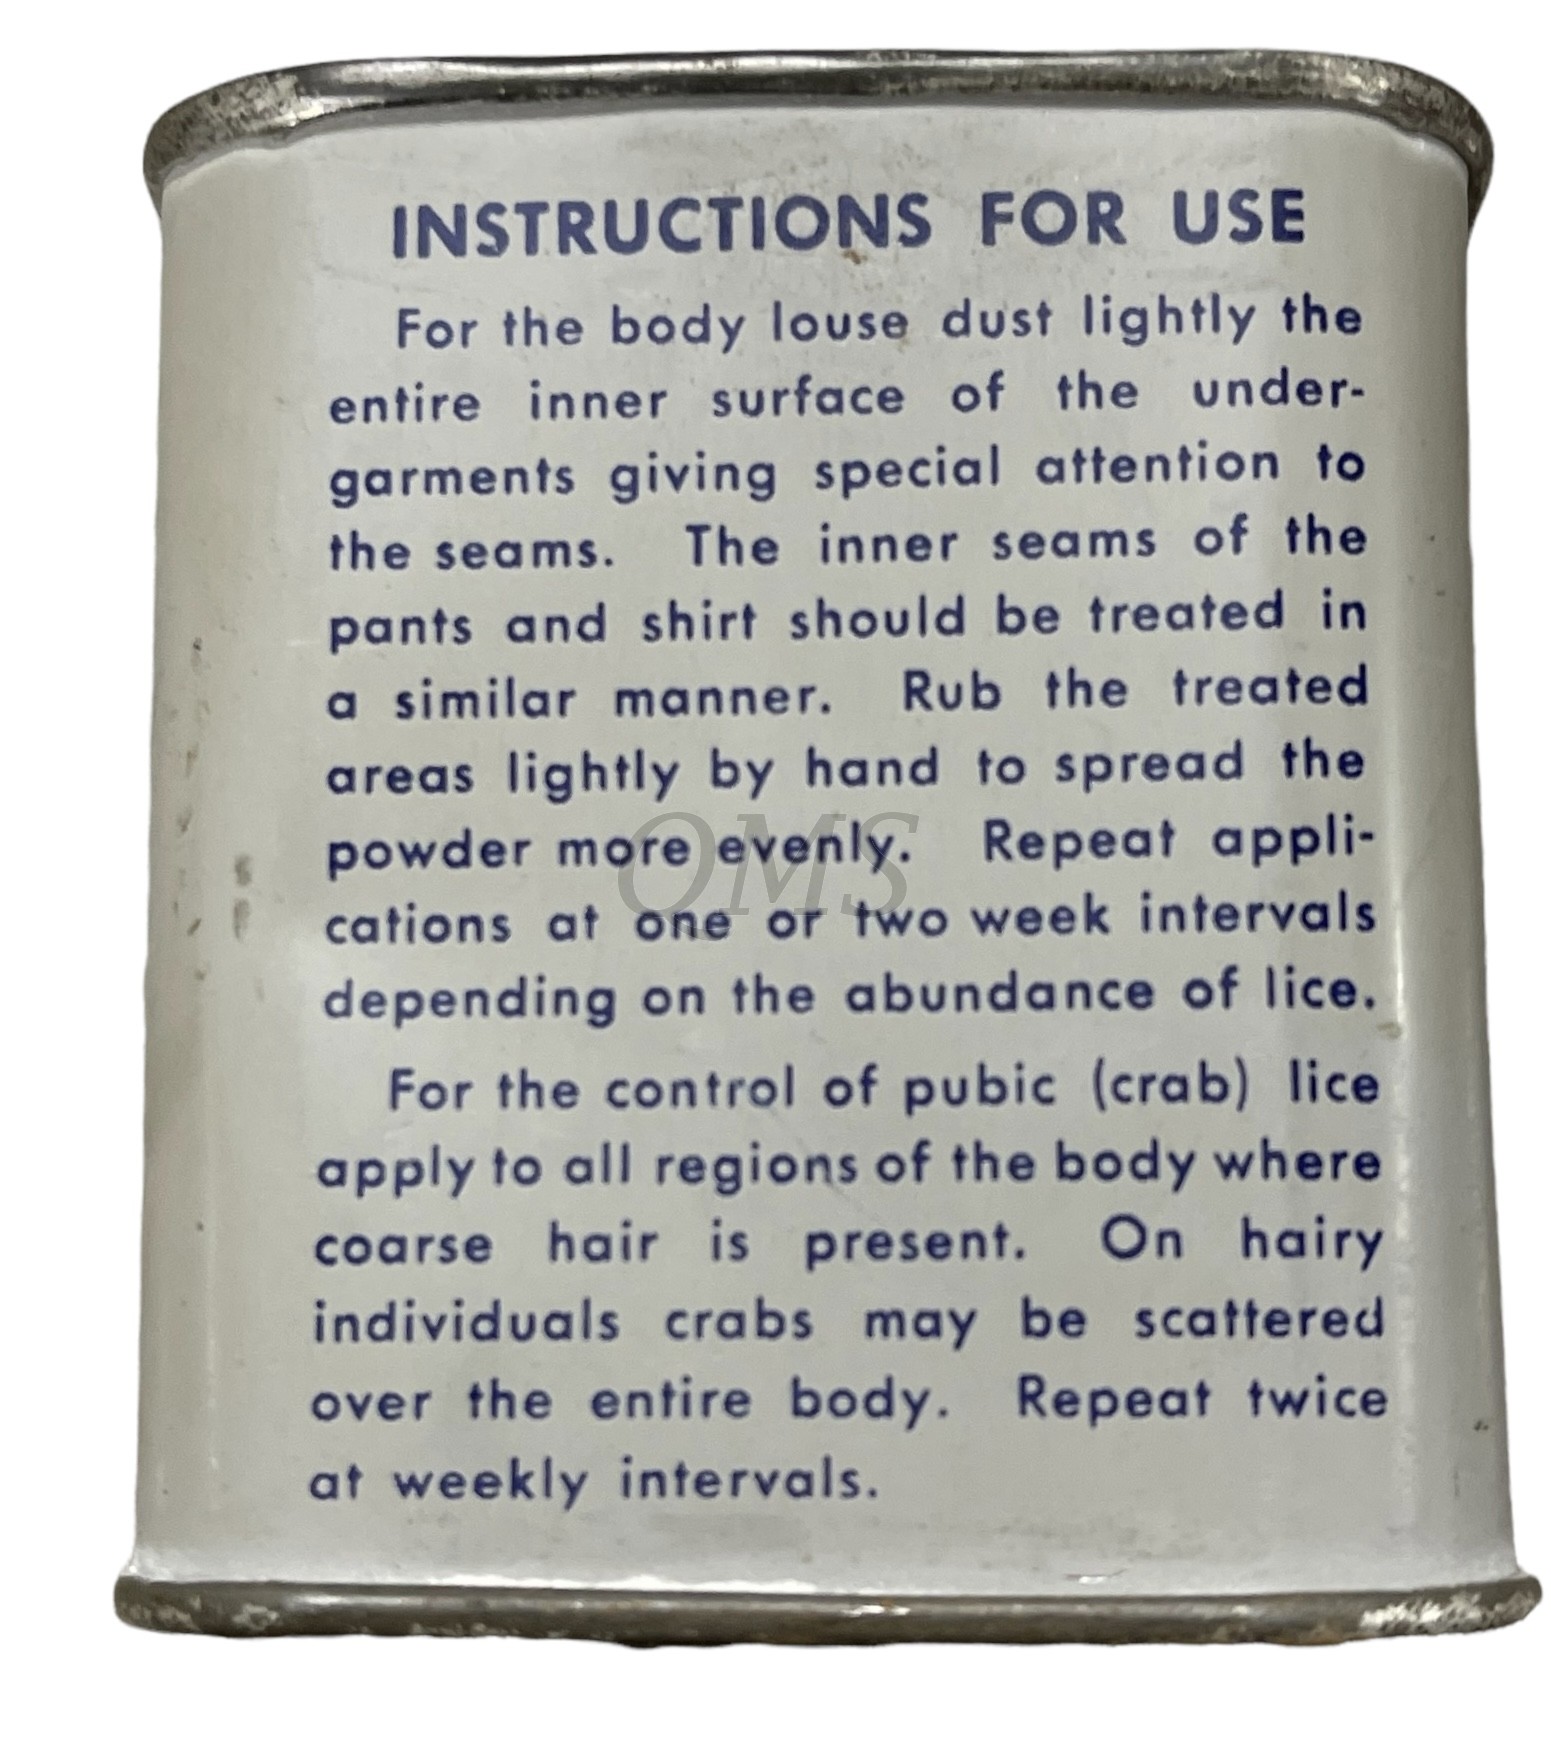 INSTRUCTIONS FOR USE
For the body louse dust lightly the
entire inner surface of the under-
garments giving special attention to
the seams. The inner seams of the
pants and shirt should be treated in
a similar manner. Rub the treated
areas lightly by hand to spread the
powder more evenly. Repeat appli-
cations at one or two week intervals
depending on the abundance of lice.
For the control of pubic (crab) lice
apply to all regions of the body where
coarse hair is present. On hairy
individuals crabs may be scattered
over the entire body. Repeat twice
at weekly intervals.
QMS